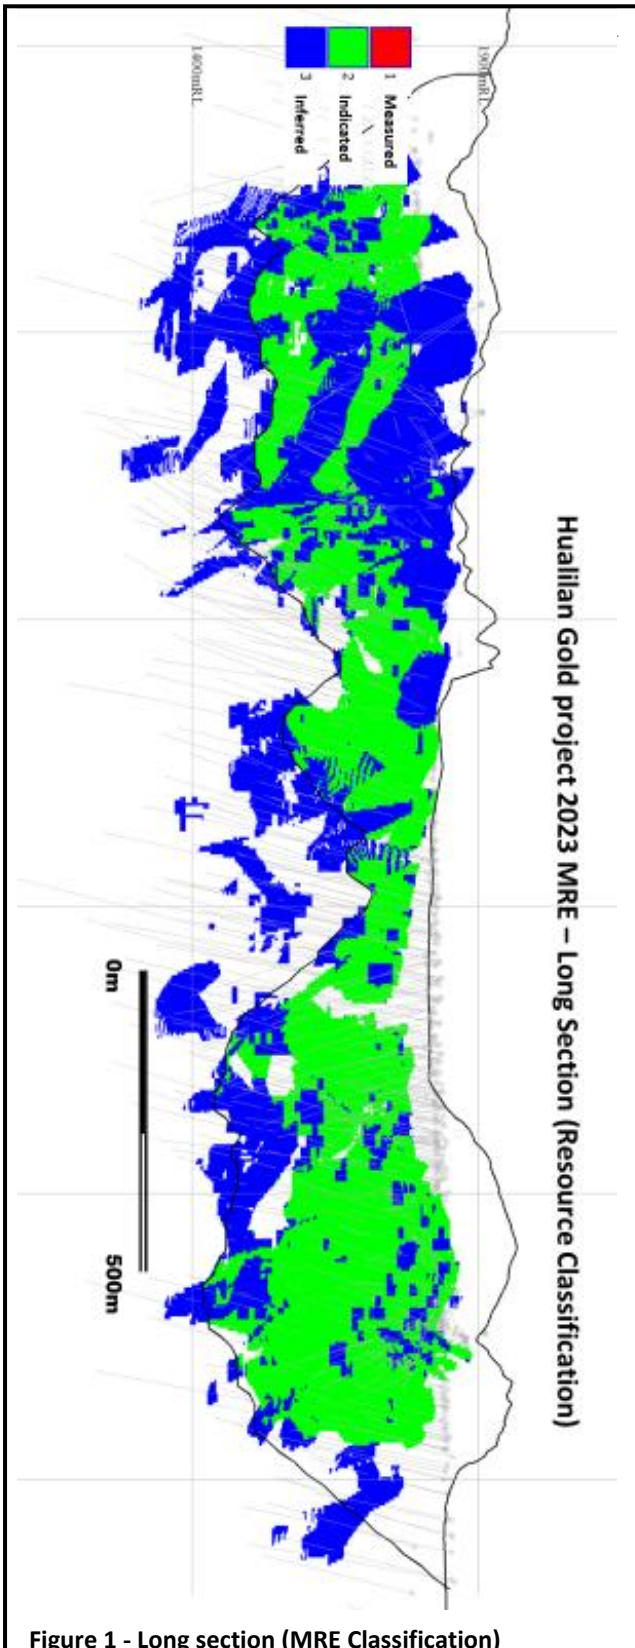 Hualilan Gold project 2023 MRE – Long Section (Resource Classification)
1900mRL
1400mRL
1 Measured
2 Indicated
3 Inferred
0m
500m
Figure 1 - Long section (MRE Classification)